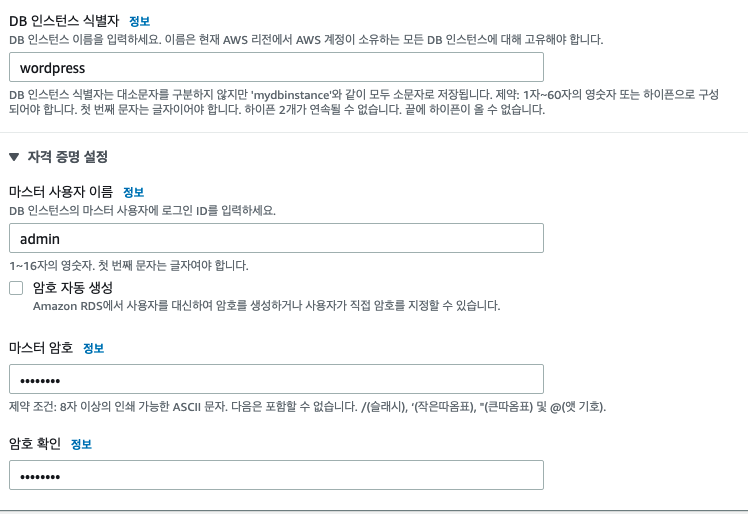 DB 인스턴스 식별자 정보
DB 인스턴스 이름을 입력하세요. 이름은 현재 AWS 리전에서 AWS 계정이 소유하는 모든 DB 인스턴스에 대해 고유해야 합니다.
wordpress
DB 인스턴스 식별자는 대소문자를 구분하지 않지만 'mydbinstance'와 같이 모두 소문자로 저장됩니다. 제약: 1자~60자의 영숫자 또는 하이픈으로 구성
되어야 합니다. 첫 번째 문자는 글자이어야 합니다. 하이픈 2개가 연속될 수 없습니다. 끝에 하이픈이 올 수 없습니다.
▼ 자격 증명 설정
마스터 사용자 이름 정보
DB 인스턴스의 마스터 사용자에 로그인 ID를 입력하세요.
admin
1~16자의 영숫자. 첫 번째 문자는 글자여야 합니다.
암호 자동 생성
Amazon RDS에서 사용자를 대신하여 암호를 생성하거나 사용자가 직접 암호를 지정할 수 있습니다.
마스터 암호 정보
••••••••
제약 조건: 8자 이상의 인쇄 가능한 ASCII 문자. 다음은 포함할 수 없습니다. /(슬래시), '(작은따옴표), "(큰따옴표) 및 @(앳 기호).
암호 확인 정보
••••••••